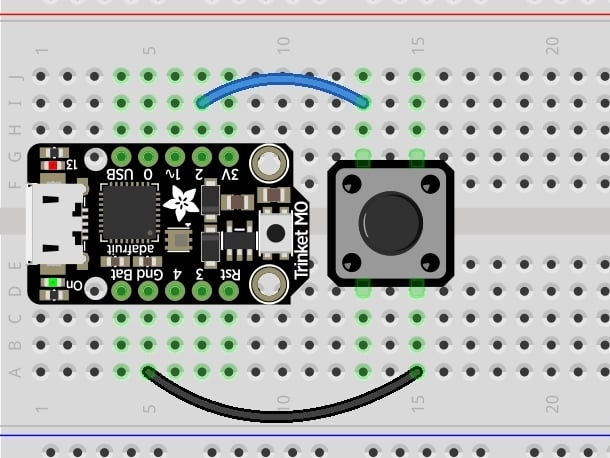 1 5 10 15 20
J
I
H
G
F
13
USB 0 1~ 2 3V
adafruit
Trinket M0
On
Bat Gnd 4 3 Rst
E
D
C
B
A
1 5 10 15 20